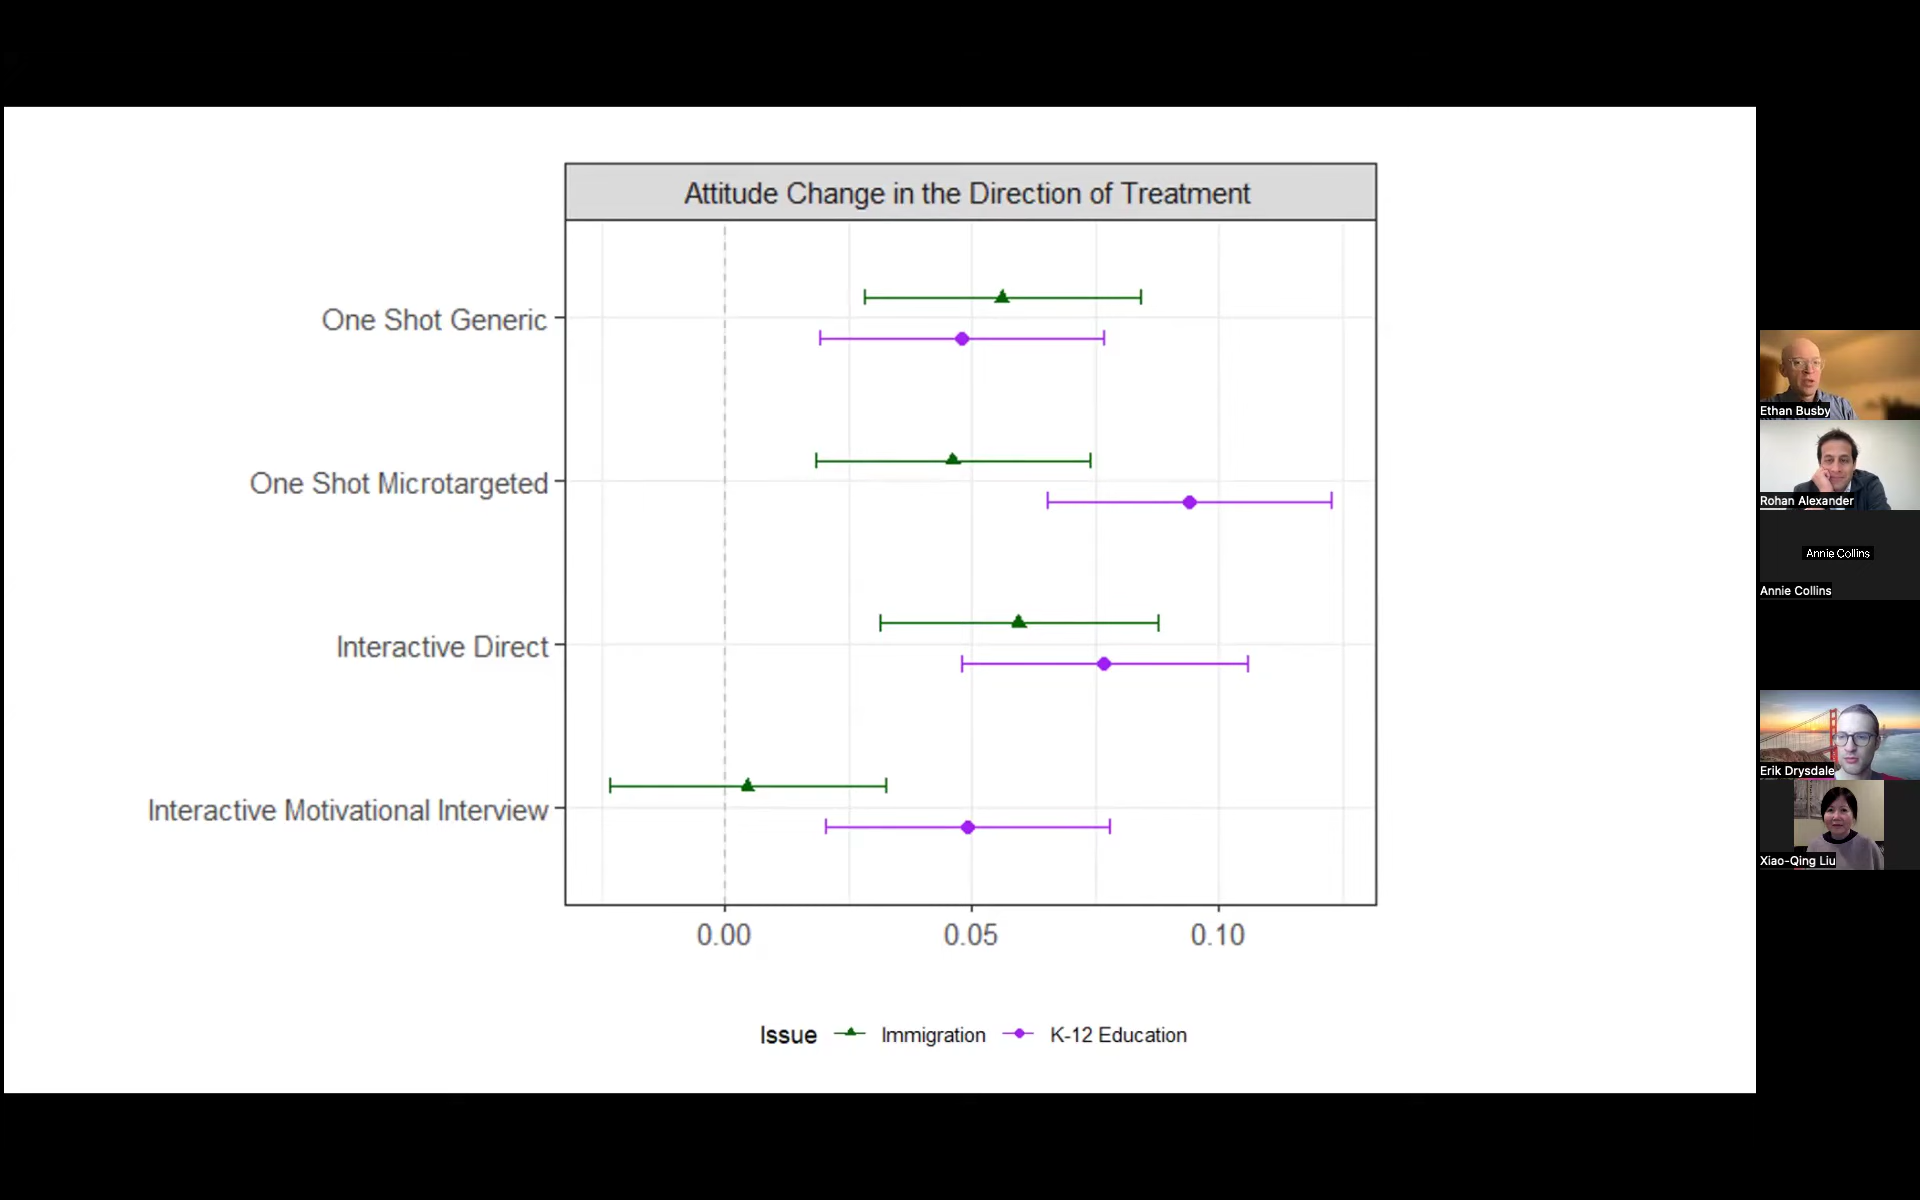 Attitude Change in the Direction of Treatment
One Shot Generic
One Shot Microtargeted
Interactive Direct
Interactive Motivational Interview
0.00 0.05 0.10
Issue Immigration K-12 Education
Ethan Busby
Rohan Alexander
Annie Collins
Annie Collins
Erik Drysdale
Xiao-Qing Liu